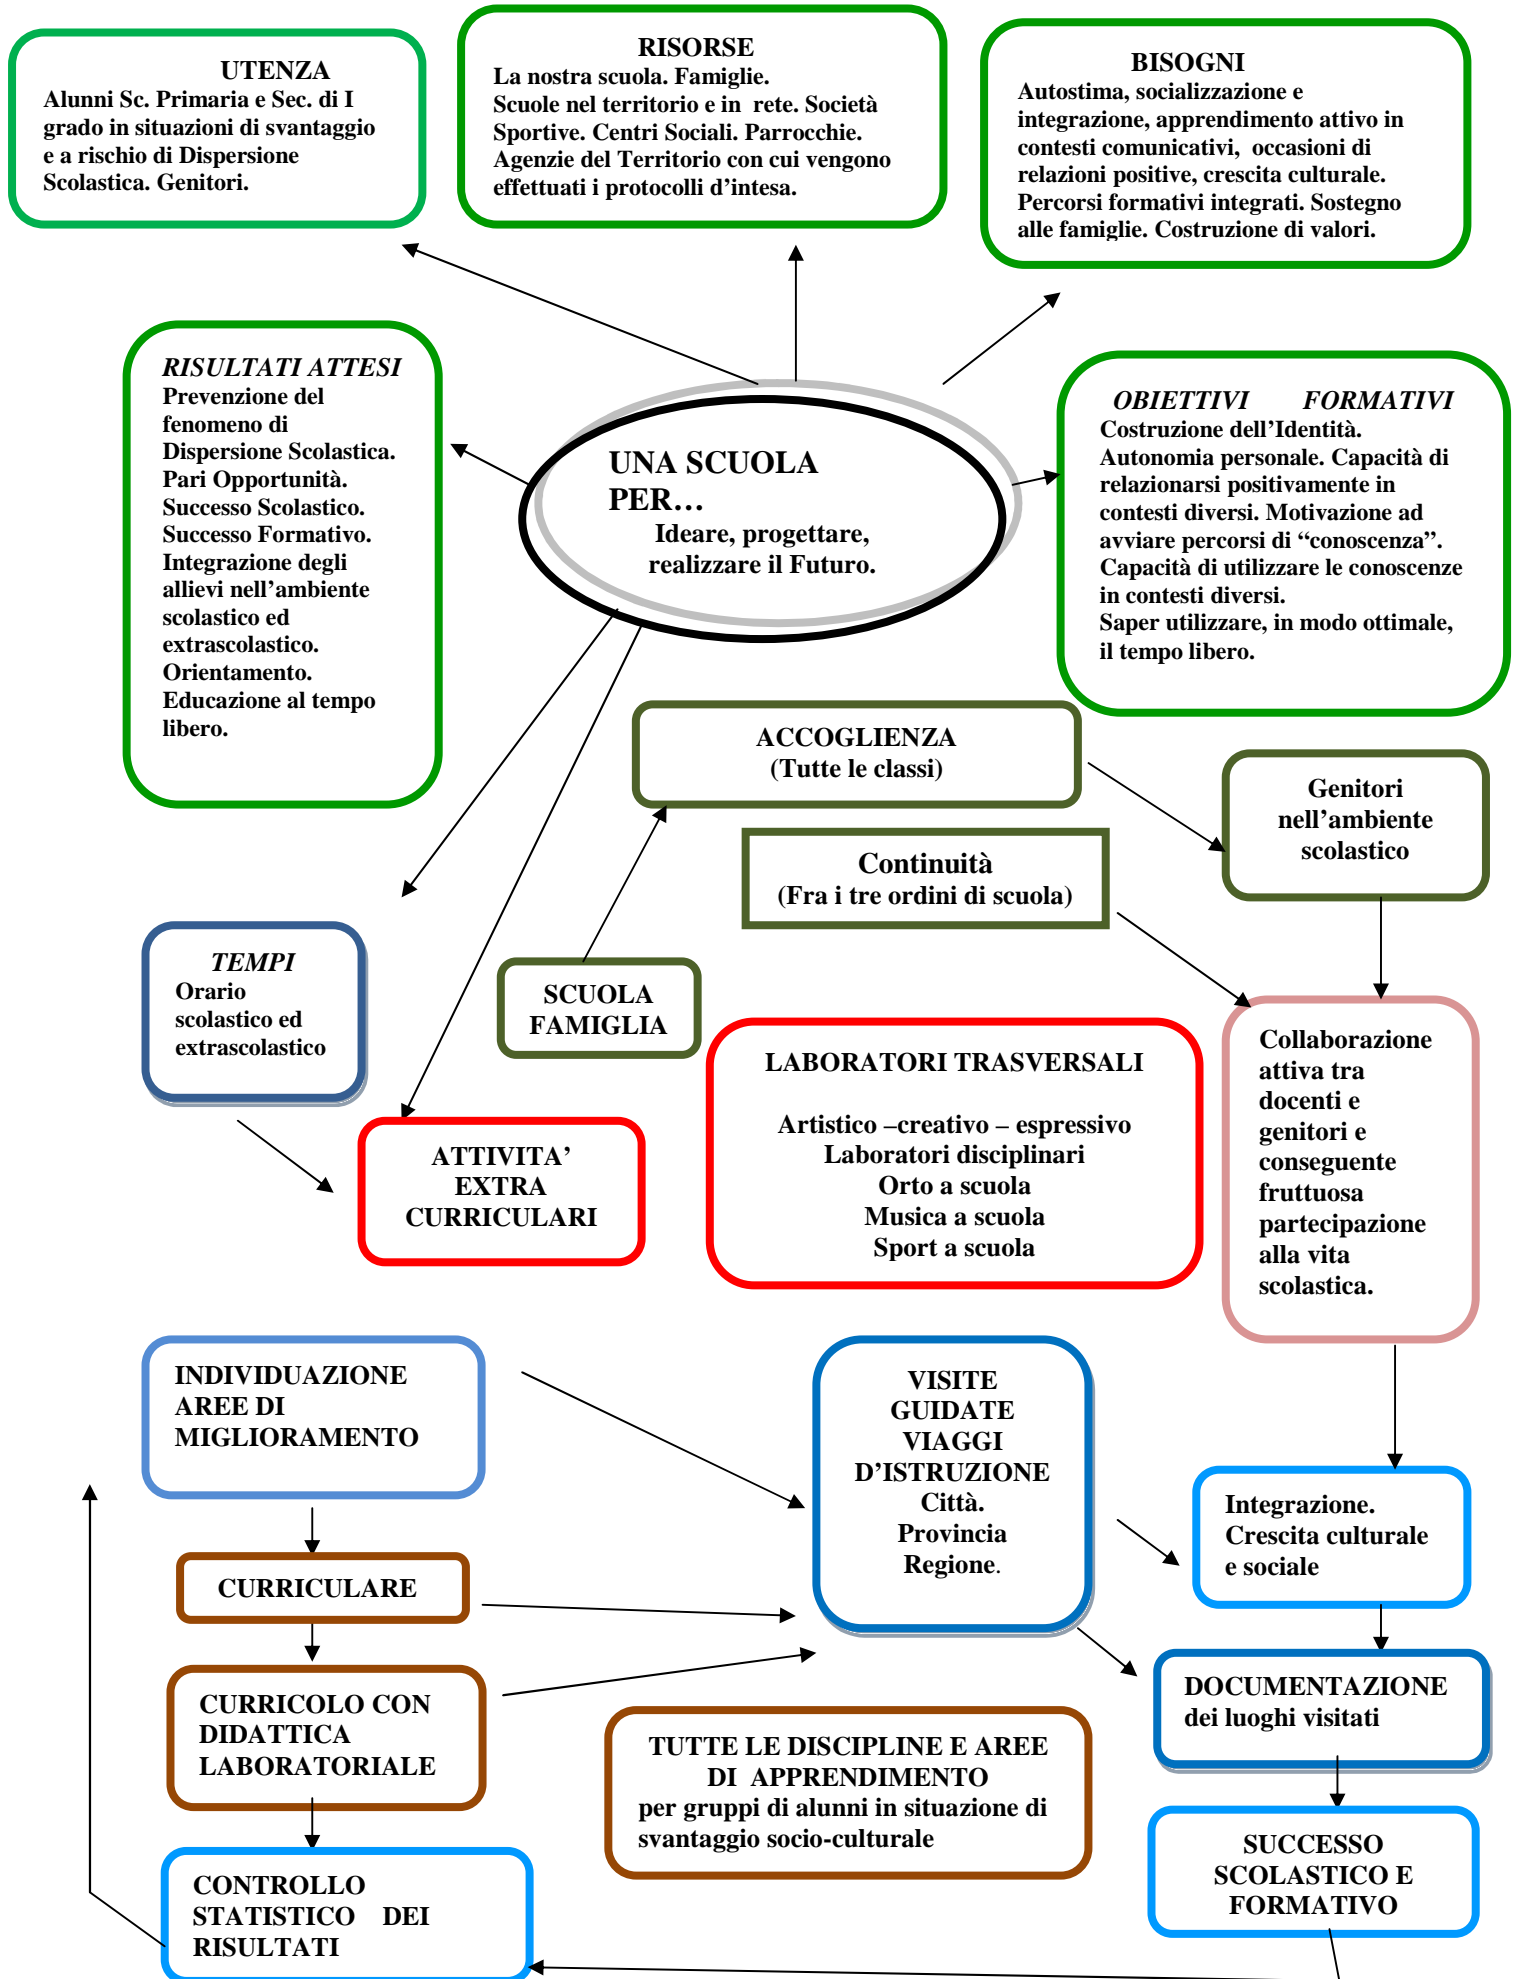 UTENZA
Alunni Sc. Primaria e Sec. di I
grado in situazioni di svantaggio
e a rischio di Dispersione
Scolastica. Genitori.
RISORSE
La nostra scuola. Famiglie.
Scuole nel territorio e in rete. Società
Sportive. Centri Sociali. Parrocchie.
Agenzie del Territorio con cui vengono
effettuati i protocolli d’intesa.
BISOGNI
Autostima, socializzazione e
integrazione, apprendimento attivo in
contesti comunicativi, occasioni di
relazioni positive, crescita culturale.
Percorsi formativi integrati. Sostegno
alle famiglie. Costruzione di valori.
RISULTATI ATTESI
Prevenzione del
fenomeno di
Dispersione Scolastica.
Pari Opportunità.
Successo Scolastico.
Successo Formativo.
Integrazione degli
allievi nell’ambiente
scolastico ed
extrascolastico.
Orientamento.
Educazione al tempo
libero.
UNA SCUOLA
PER…
Ideare, progettare,
realizzare il Futuro.
OBIETTIVI FORMATIVI
Costruzione dell’Identità.
Autonomia personale. Capacità di
relazionarsi positivamente in
contesti diversi. Motivazione ad
avviare percorsi di “conoscenza”.
Capacità di utilizzare le conoscenze
in contesti diversi.
Saper utilizzare, in modo ottimale,
il tempo libero.
ACCOGLIENZA
(Tutte le classi)
Genitori
nell’ambiente
scolastico
Continuità
(Fra i tre ordini di scuola)
TEMPI
Orario
scolastico ed
extrascolastico
SCUOLA
FAMIGLIA
LABORATORI TRASVERSALI
Artistico –creativo – espressivo
Laboratori disciplinari
Orto a scuola
Musica a scuola
Sport a scuola
Collaborazione
attiva tra
docenti e
genitori e
conseguente
fruttuosa
partecipazione
alla vita
scolastica.
ATTIVITA’
EXTRA
CURRICULARI
INDIVIDUAZIONE
AREE DI
MIGLIORAMENTO
VISITE
GUIDATE
VIAGGI
D’ISTRUZIONE
Città.
Provincia
Regione.
Integrazione.
Crescita culturale
e sociale
CURRICULARE
CURRICOLO CON
DIDATTICA
LABORATORIALE
DOCUMENTAZIONE
dei luoghi visitati
TUTTE LE DISCIPLINE E AREE
DI APPRENDIMENTO
per gruppi di alunni in situazione di
svantaggio socio-culturale
SUCCESSO
SCOLASTICO E
FORMATIVO
CONTROLLO
STATISTICO DEI
RISULTATI